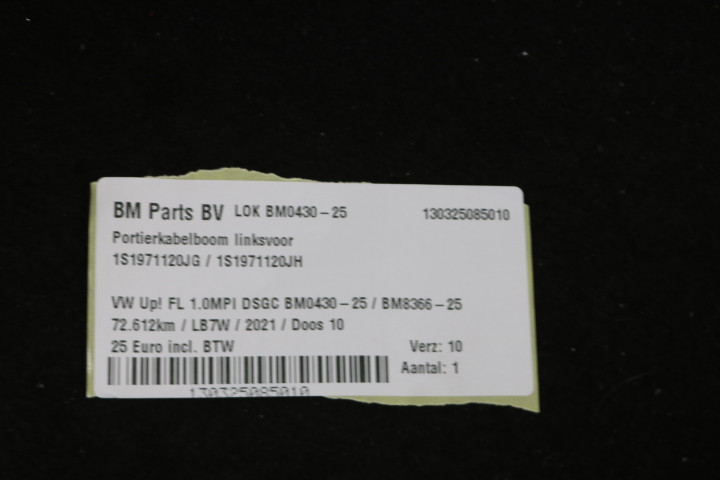 BM Parts BV LOK BM0430-25 130325085010
Portierkabelboom linksvoor
1S1971120JG / 1S1971120JH
VW Up! FL 1.0MPI DSGC BM0430-25 / BM8366-25
72.612km / LB7W / 2021 / Doos 10
25 Euro incl. BTW Verz: 10
Aantal: 1
130325085010